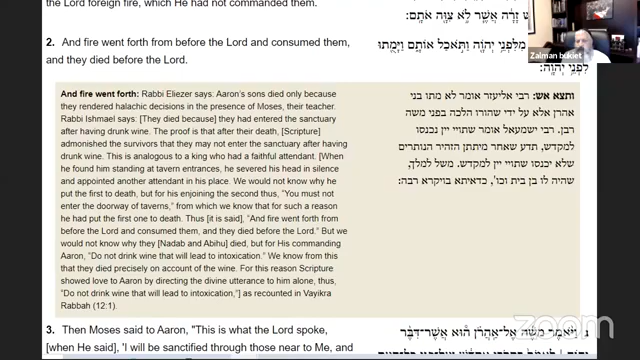 the Lord foreign fire, which He had not commanded them.
2. And fire went forth from before the Lord and consumed them,
and they died before the Lord.
And fire went forth: Rabbi Eliezer says: Aaron's sons died only because
they rendered halachic decisions in the presence of Moses, their teacher.
Rabbi Ishmael says: [They died because] they had entered the sanctuary
after having drunk wine. The proof is that after their death, [Scripture]
admonished the survivors that they may not enter the sanctuary after having
drunk wine. This is analogous to a king who had a faithful attendant. [When
he found him standing at tavern entrances, he severed his head in silence
and appointed another attendant in his place. We would not know why he
put the first to death, but for his enjoining the second thus, "You must not
enter the doorway of taverns," from which we know that for such a reason
he had put the first one to death. Thus [it is said], "And fire went forth from
before the Lord and consumed them, and they died before the Lord." But we
would not know why they [Nadab and Abihu] died, but for His commanding
Aaron, "Do not drink wine that will lead to intoxication." We know from this
that they died precisely on account of the wine. For this reason Scripture
showed love to Aaron by directing the divine utterance to him alone, thus,
"Do not drink wine that will lead to intoxication,"] as recounted in Vayikra
Rabbah (12:1).
3. Then Moses said to Aaron, "This is what the Lord spoke,
[when He said], 'I will be sanctified through those near to Me, and
זָרָה אֲשֶׁר לֹא צִוָּה אֹתָם:
מִלִּפְנֵי יְהוָֹה וַתֹּאכַל אוֹתָם וַיָּמֻתוּ
לִפְנֵי יְהוָֹה:
ותצא אש: רבי אליעזר אומר לא מתו בני
אהרן אלא על ידי שהורו הלכה בפני משה
רבן. רבי ישמעאל אומר שתויי יין נכנסו
למקדש, תדע שאחר מיתתן הזהיר הנותרים
שלא יכנסו שתויי יין למקדש. משל למלך,
שהיה לו בן בית וכו', כדאיתא בויקרא רבה:
וַיֹּאמֶר מֹשֶׁה אֶל־אַהֲרֹן הוּא אֲשֶׁר־דִּבֶּר
Zalman bukiet
zoom